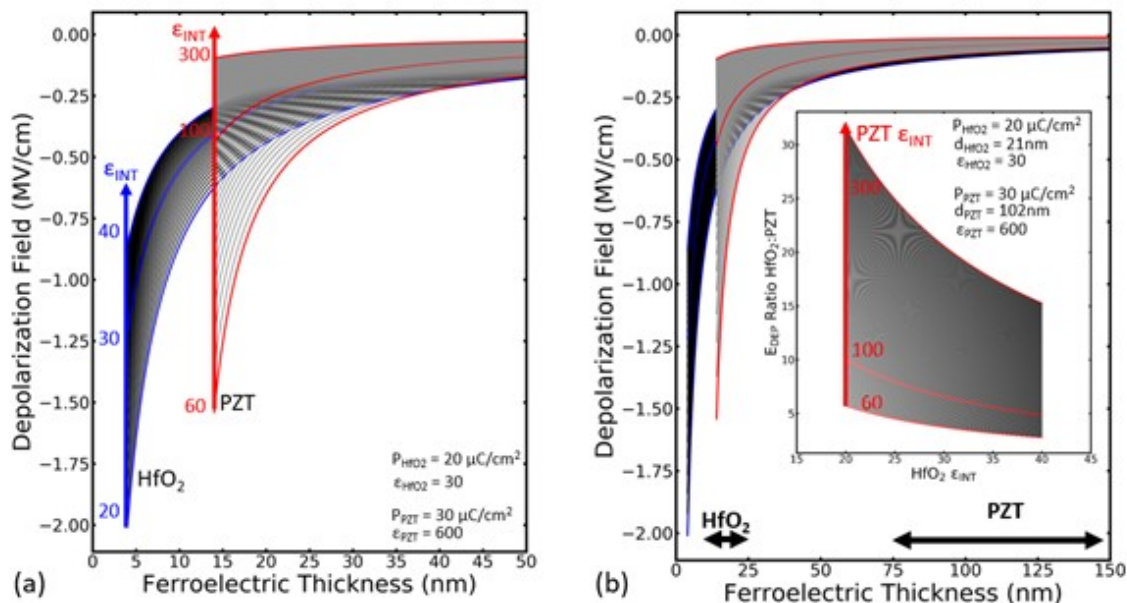 0.00
−0.25
−0.50
−0.75
−1.00
−1.25
−1.50
−1.75
−2.00
Depolarization Field (MV/cm)
εINT
300
100
60
PZT
εINT
40
30
20
HfO₂
P_HfO2 = 20 μC/cm²
ε_HfO2 = 30
P_PZT = 30 μC/cm²
ε_PZT = 600
0 5 10 15 20 25 30 35 40 45 50
Ferroelectric Thickness (nm)
(a)
0.00
−0.25
−0.50
−0.75
−1.00
−1.25
−1.50
−1.75
−2.00
Depolarization Field (MV/cm)
30
25
20
15
10
5
E_DEP Ratio HfO₂:PZT
PZT ε_INT
300
100
60
P_HfO2 = 20 μC/cm²
d_HfO2 = 21nm
ε_HfO2 = 30
P_PZT = 30 μC/cm²
d_PZT = 102nm
ε_PZT = 600
15 20 25 30 35 40 45
HfO₂ ε_INT
HfO₂
PZT
0 25 50 75 100 125 150
Ferroelectric Thickness (nm)
(b)